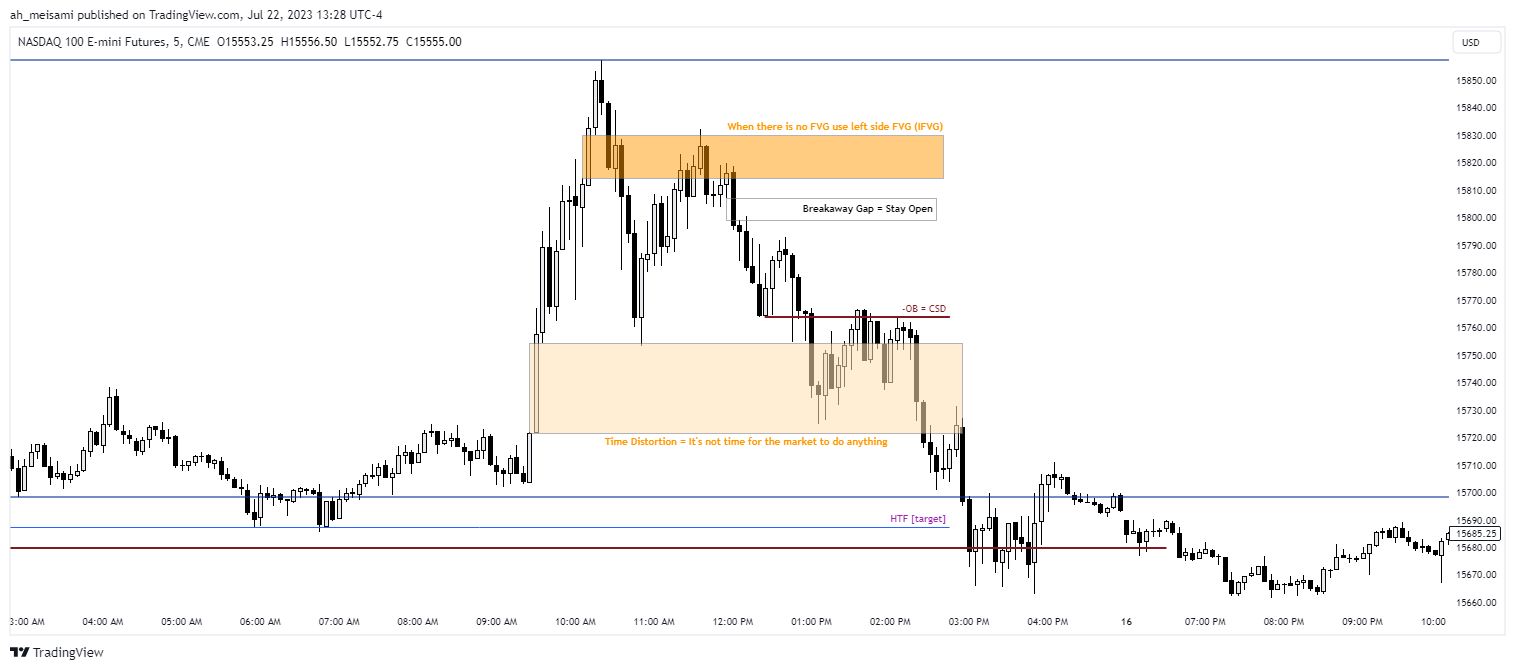 ah_meisami published on TradingView.com, Jul 22, 2023 13:28 UTC-4
NASDAQ 100 E-mini Futures, 5, CME O15553.25 H15556.50 L15552.75 C15555.00
USD
15850.00
15840.00
When there is no FVG use left side FVG (IFVG)
15830.00
15820.00
15810.00
Breakaway Gap = Stay Open
15800.00
15790.00
15780.00
15770.00
-OB = CSD
15760.00
15750.00
15740.00
15730.00
Time Distortion = It's not time for the market to do anything
15720.00
15710.00
15700.00
HTF [target]
15690.00
15685.25
15680.00
15670.00
15660.00
3:00 AM 04:00 AM 05:00 AM 06:00 AM 07:00 AM 08:00 AM 09:00 AM 10:00 AM 11:00 AM 12:00 PM 01:00 PM 02:00 PM 03:00 PM 04:00 PM 16 07:00 PM 08:00 PM 09:00 PM 10:00
TradingView